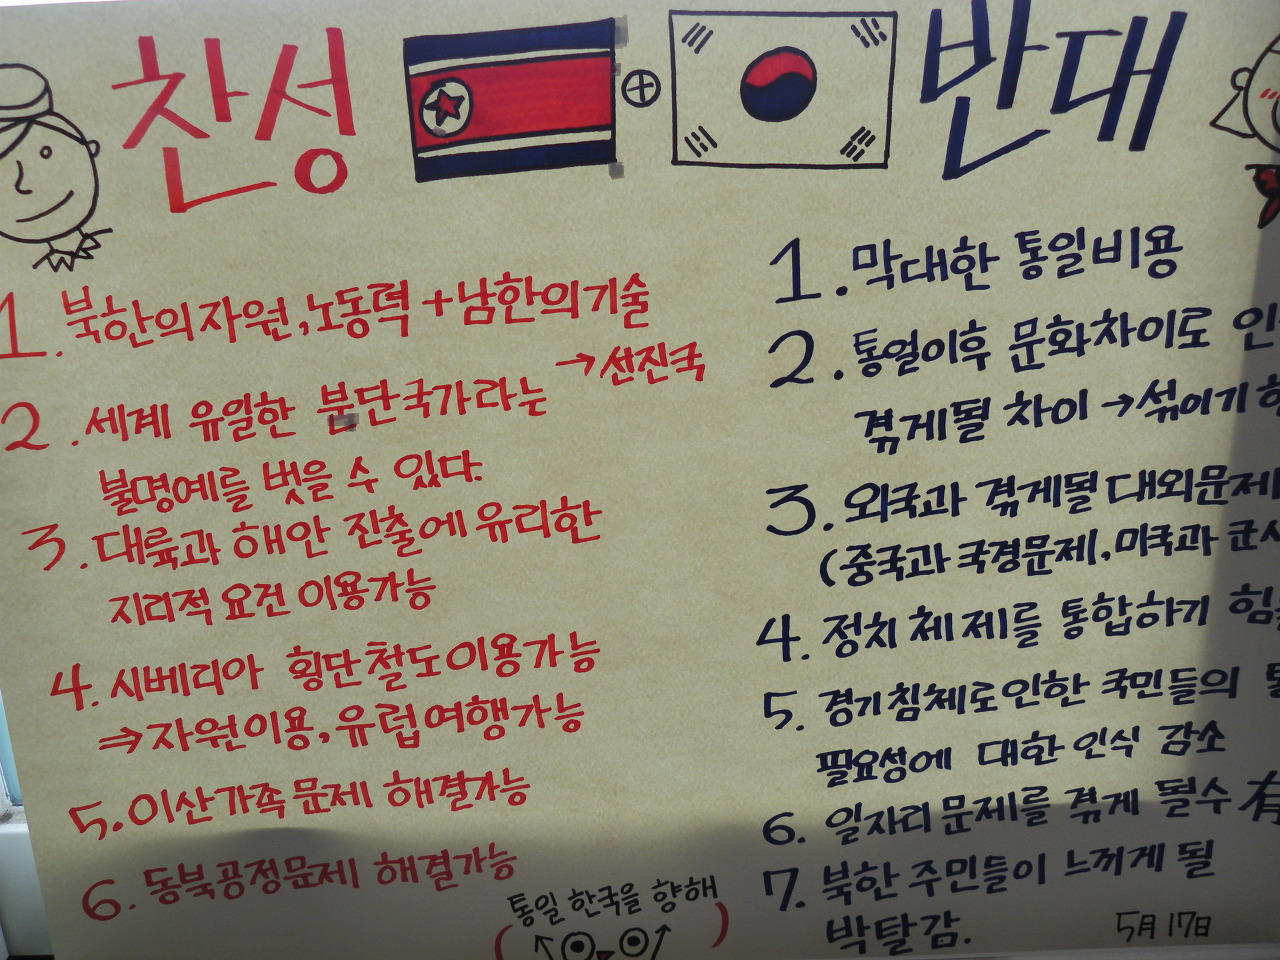 찬성
1. 북한의자원,노동력 + 남한의기술
→ 선진국
2. 세계 유일한 분단국가라는
불명예를 벗을 수 있다.
3. 대륙과 해안 진출에 유리한
지리적 요건 이용가능
4. 시베리아 횡단철도이용가능
⇒자원이용,유럽여행가능
5. 이산가족문제 해결가능
6. 동북공정문제 해결가능
통일 한국을 향해
반대
1. 막대한 통일비용
2. 통일이후 문화차이로
겪게될 차이 → 섞이기
3. 외국과 겪게될 대외문제
(중국과 국경문제, 미국과
4. 정치 체제를 통합하기
5. 경기침체로인한 국민들의
필요성에 대한 인식 감소
6. 일자리문제를 겪게 될수 有
7. 북한 주민들이 느끼게 될
박탈감.
5月 17日